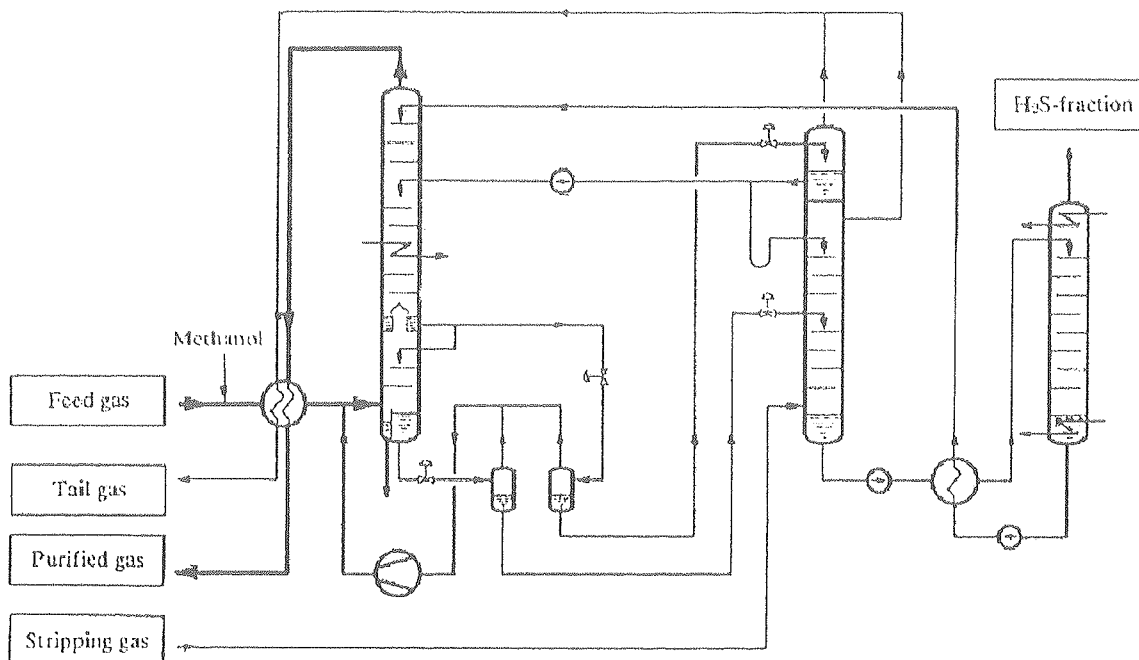 H₂S-fraction
Methanol
Feed gas
Tail gas
Purified gas
Stripping gas